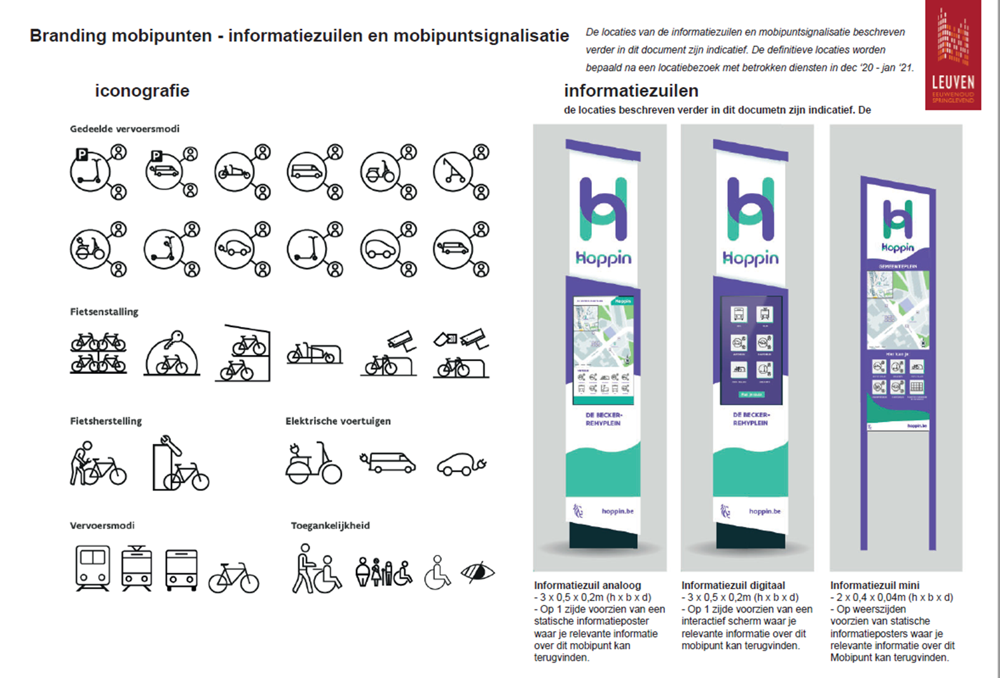 Branding mobipunten - informatiezuilen en mobipuntsignalisatie
De locaties van de informatiezuilen en mobipuntsignalisatie beschreven
verder in dit document zijn indicatief. De definitieve locaties worden
bepaald na een locatiebezoek met betrokken diensten in dec ‘20 - jan ‘21.
LEUVEN
EEUWENOUD
SPRINGLEVEND
iconografie
informatiezuilen
de locaties beschreven verder in dit documetn zijn indicatief. De
Gedeelde vervoersmodi
P
P
Fietsenstalling
Fietsherstelling
Elektrische voertuigen
Vervoersmodi
Toegankelijkheid
Hoppin
Hoppin
DE BECKER-
REMYPLEIN
hoppin.be
Hoppin
DE BECKER-
REMYPLEIN
hoppin.be
Hoppin
GEMEENTEPLEIN
Hier kan je
hoppin.be
Informatiezuil analoog
- 3 x 0,5 x 0,2m (h x b x d)
- Op 1 zijde voorzien van een
statische informatieposter
waar je relevante informatie
over dit mobipunt kan
terugvinden.
Informatiezuil digitaal
- 3 x 0,5 x 0,2m (h x b x d)
- Op 1 zijde voorzien van een
interactief scherm waar je
relevante informatie over dit
mobipunt kan terugvinden.
Informatiezuil mini
- 2 x 0,4 x 0,04m (h x b x d)
- Op weerszijden
voorzien van statische
informatieposters waar je
relevante informatie over dit
Mobipunt kan terugvinden.